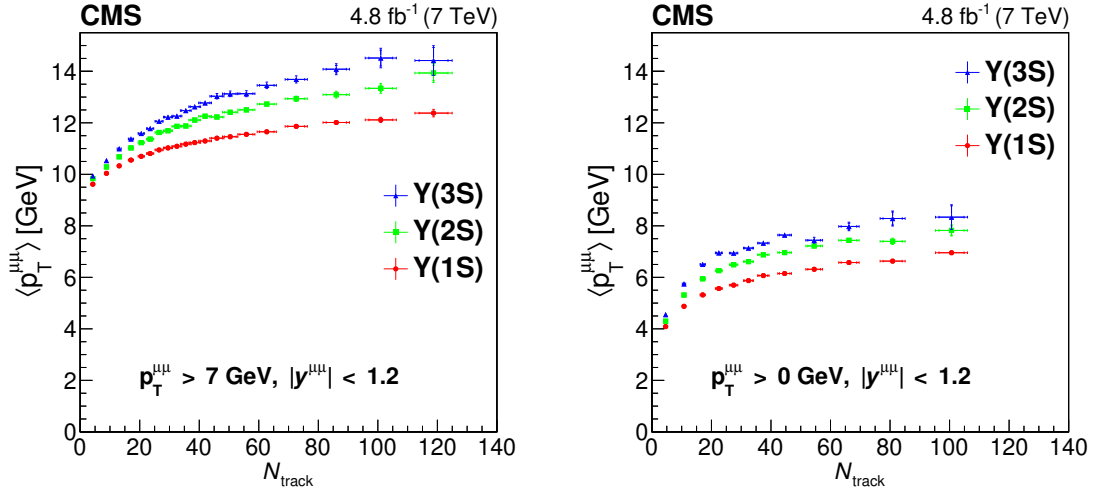 CMS 4.8 fb⁻¹ (7 TeV)
⟨p_T^μμ⟩ [GeV]
14
12
10
8
6
4
2
0
Υ(3S)
Υ(2S)
Υ(1S)
p_T^μμ > 7 GeV, |y^μμ| < 1.2
0 20 40 60 80 100 120 140
N_track
CMS 4.8 fb⁻¹ (7 TeV)
⟨p_T^μμ⟩ [GeV]
14
12
10
8
6
4
2
0
Υ(3S)
Υ(2S)
Υ(1S)
p_T^μμ > 0 GeV, |y^μμ| < 1.2
0 20 40 60 80 100 120 140
N_track